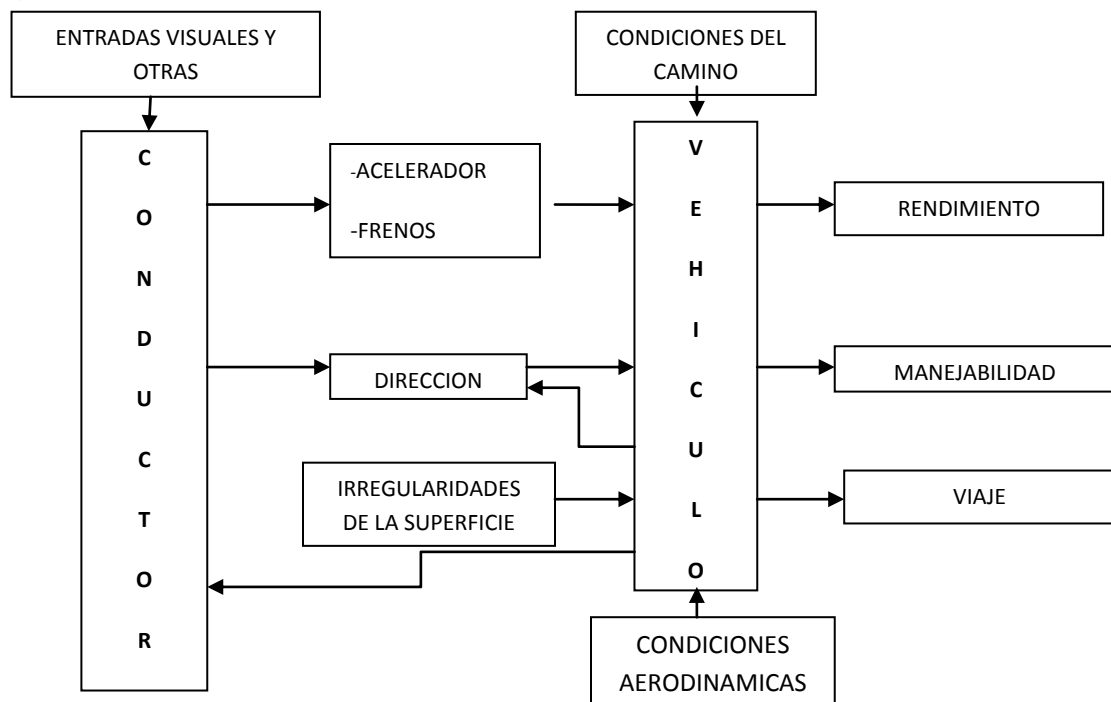 ENTRADAS VISUALES Y
OTRAS
CONDICIONES DEL
CAMINO
C
O
N
D
U
C
T
O
R
-ACELERADOR
-FRENOS
DIRECCION
IRREGULARIDADES
DE LA SUPERFICIE
V
E
H
I
C
U
L
O
RENDIMIENTO
MANEJABILIDAD
VIAJE
CONDICIONES
AERODINAMICAS